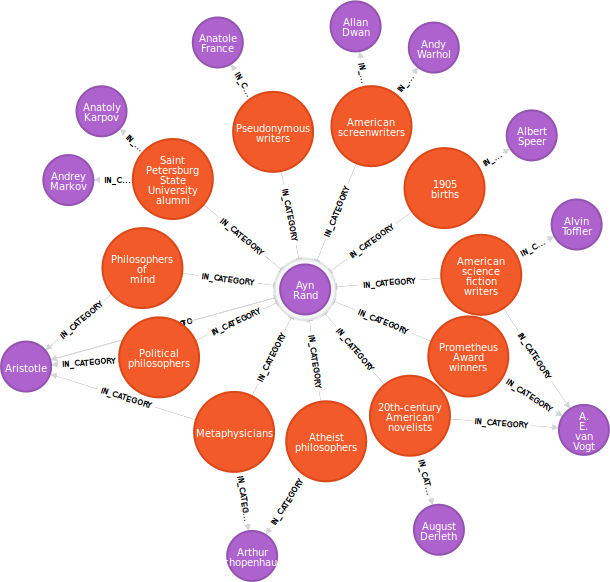 Allan
Dwan
Anatole
France
Andy
Warhol
IN_C...
IN_...
IN_...
Anatoly
Karpov
Pseudonymous
writers
American
screenwriters
Albert
Speer
IN_...
IN_...
Saint
Petersburg
State
University
alumni
Andrey
Markov
IN_C...
1905
births
IN_CATEGORY
IN_CATEGORY
IN_CATEGORY
IN_CATEGORY
Alvin
Toffler
IN_C...
Philosophers
of
mind
IN_CATEGORY
Ayn
Rand
IN_CATEGORY
American
science
fiction
writers
IN_CATEGORY
TO
IN_CATEGORY
IN_CATEGORY
Aristotle
IN_CATEGORY
Political
philosophers
Prometheus
Award
winners
IN_CATEGORY
IN_CATEGORY
IN_CATEGORY
IN_CATEGORY
IN_CATEGORY
IN_CATEGORY
IN_CATEGORY
Metaphysicians
Atheist
philosophers
20th-century
American
novelists
IN_CATEGORY
A.
E.
van
Vogt
IN_CATEG...
IN_CATEGORY
IN_CAT...
August
Derleth
Arthur
chopenhau